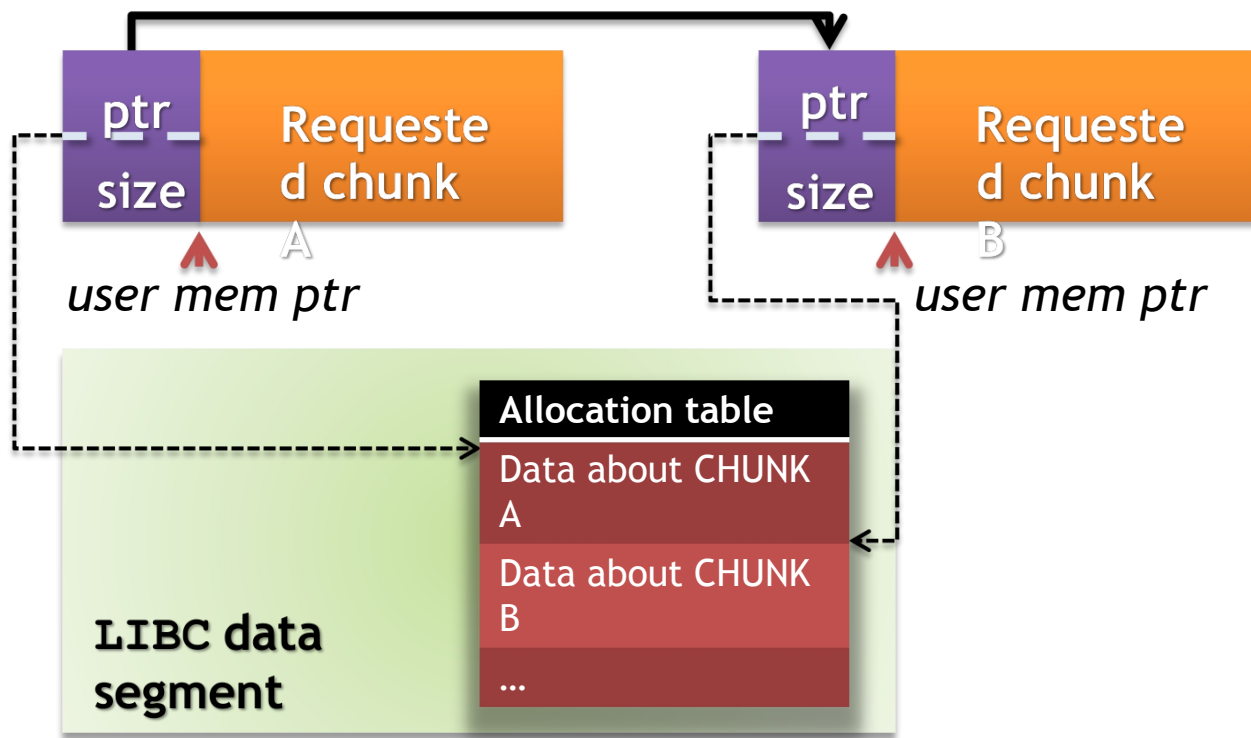 ptr
size
Requeste
d chunk
A
user mem ptr
ptr
size
Requeste
d chunk
B
user mem ptr
Allocation table
Data about CHUNK
A
Data about CHUNK
B
…
LIBC data
segment